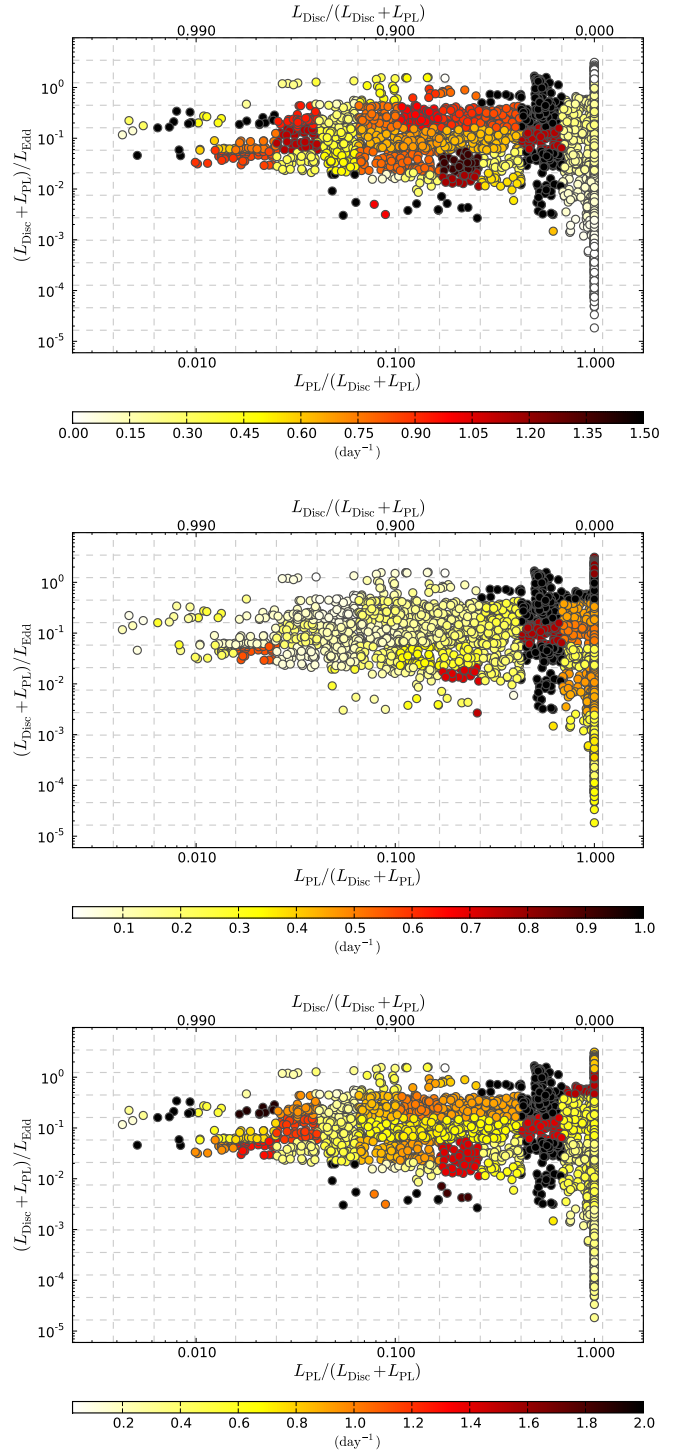 L_Disc/(L_Disc+L_PL)
0.990 0.900 0.000
(L_Disc+L_PL)/L_Edd
10^0
10^-1
10^-2
10^-3
10^-4
10^-5
0.010 0.100 1.000
L_PL/(L_Disc+L_PL)
0.00 0.15 0.30 0.45 0.60 0.75 0.90 1.05 1.20 1.35 1.50
(day^-1)
L_Disc/(L_Disc+L_PL)
0.990 0.900 0.000
(L_Disc+L_PL)/L_Edd
10^0
10^-1
10^-2
10^-3
10^-4
10^-5
0.010 0.100 1.000
L_PL/(L_Disc+L_PL)
0.1 0.2 0.3 0.4 0.5 0.6 0.7 0.8 0.9 1.0
(day^-1)
L_Disc/(L_Disc+L_PL)
0.990 0.900 0.000
(L_Disc+L_PL)/L_Edd
10^0
10^-1
10^-2
10^-3
10^-4
10^-5
0.010 0.100 1.000
L_PL/(L_Disc+L_PL)
0.2 0.4 0.6 0.8 1.0 1.2 1.4 1.6 1.8 2.0
(day^-1)